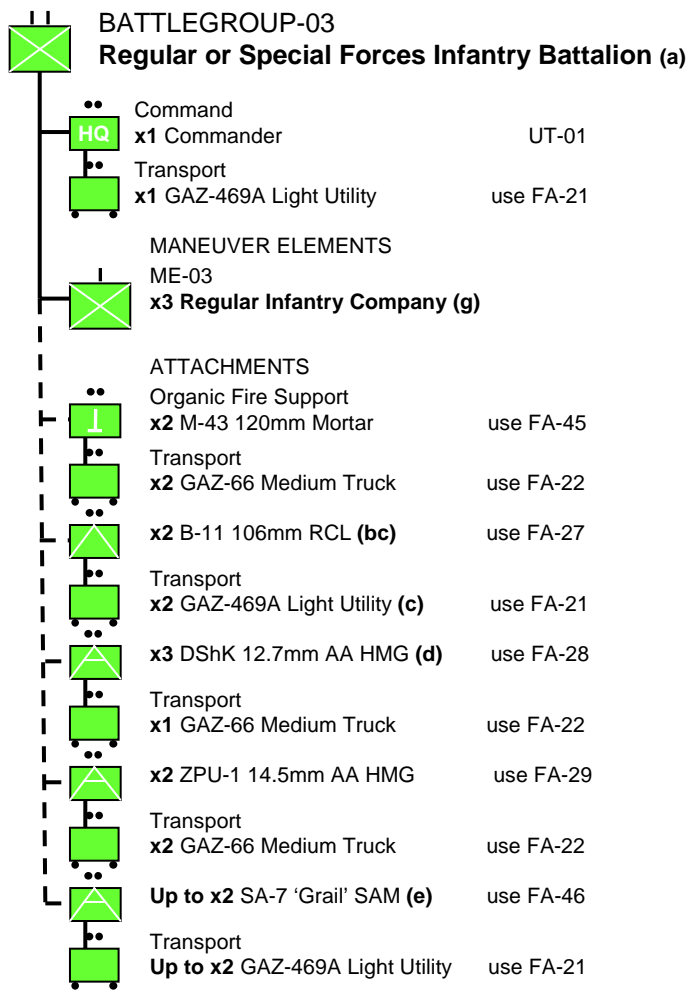 BATTLEGROUP-03
Regular or Special Forces Infantry Battalion (a)
Command
HQ x1 Commander UT-01
Transport
x1 GAZ-469A Light Utility use FA-21
MANEUVER ELEMENTS
ME-03
x3 Regular Infantry Company (g)
ATTACHMENTS
Organic Fire Support
x2 M-43 120mm Mortar use FA-45
Transport
x2 GAZ-66 Medium Truck use FA-22
x2 B-11 106mm RCL (bc) use FA-27
Transport
x2 GAZ-469A Light Utility (c) use FA-21
x3 DShK 12.7mm AA HMG (d) use FA-28
Transport
x1 GAZ-66 Medium Truck use FA-22
x2 ZPU-1 14.5mm AA HMG use FA-29
Transport
x2 GAZ-66 Medium Truck use FA-22
Up to x2 SA-7 ‘Grail’ SAM (e) use FA-46
Transport
Up to x2 GAZ-469A Light Utility use FA-21